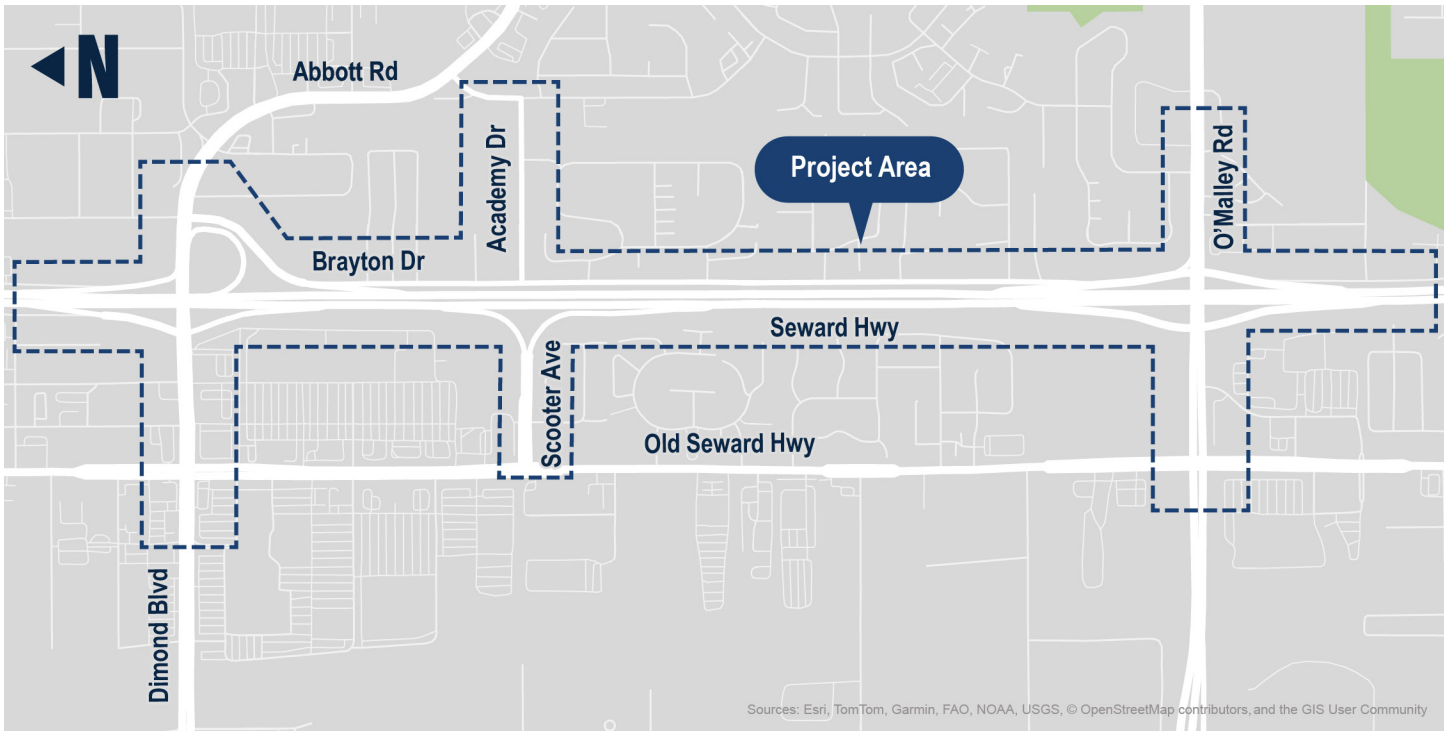 N
Abbott Rd
Academy Dr
Project Area
O'Malley Rd
Brayton Dr
Seward Hwy
Scooter Ave
Old Seward Hwy
Dimond Blvd
Sources: Esri, TomTom, Garmin, FAO, NOAA, USGS, © OpenStreetMap contributors, and the GIS User Community